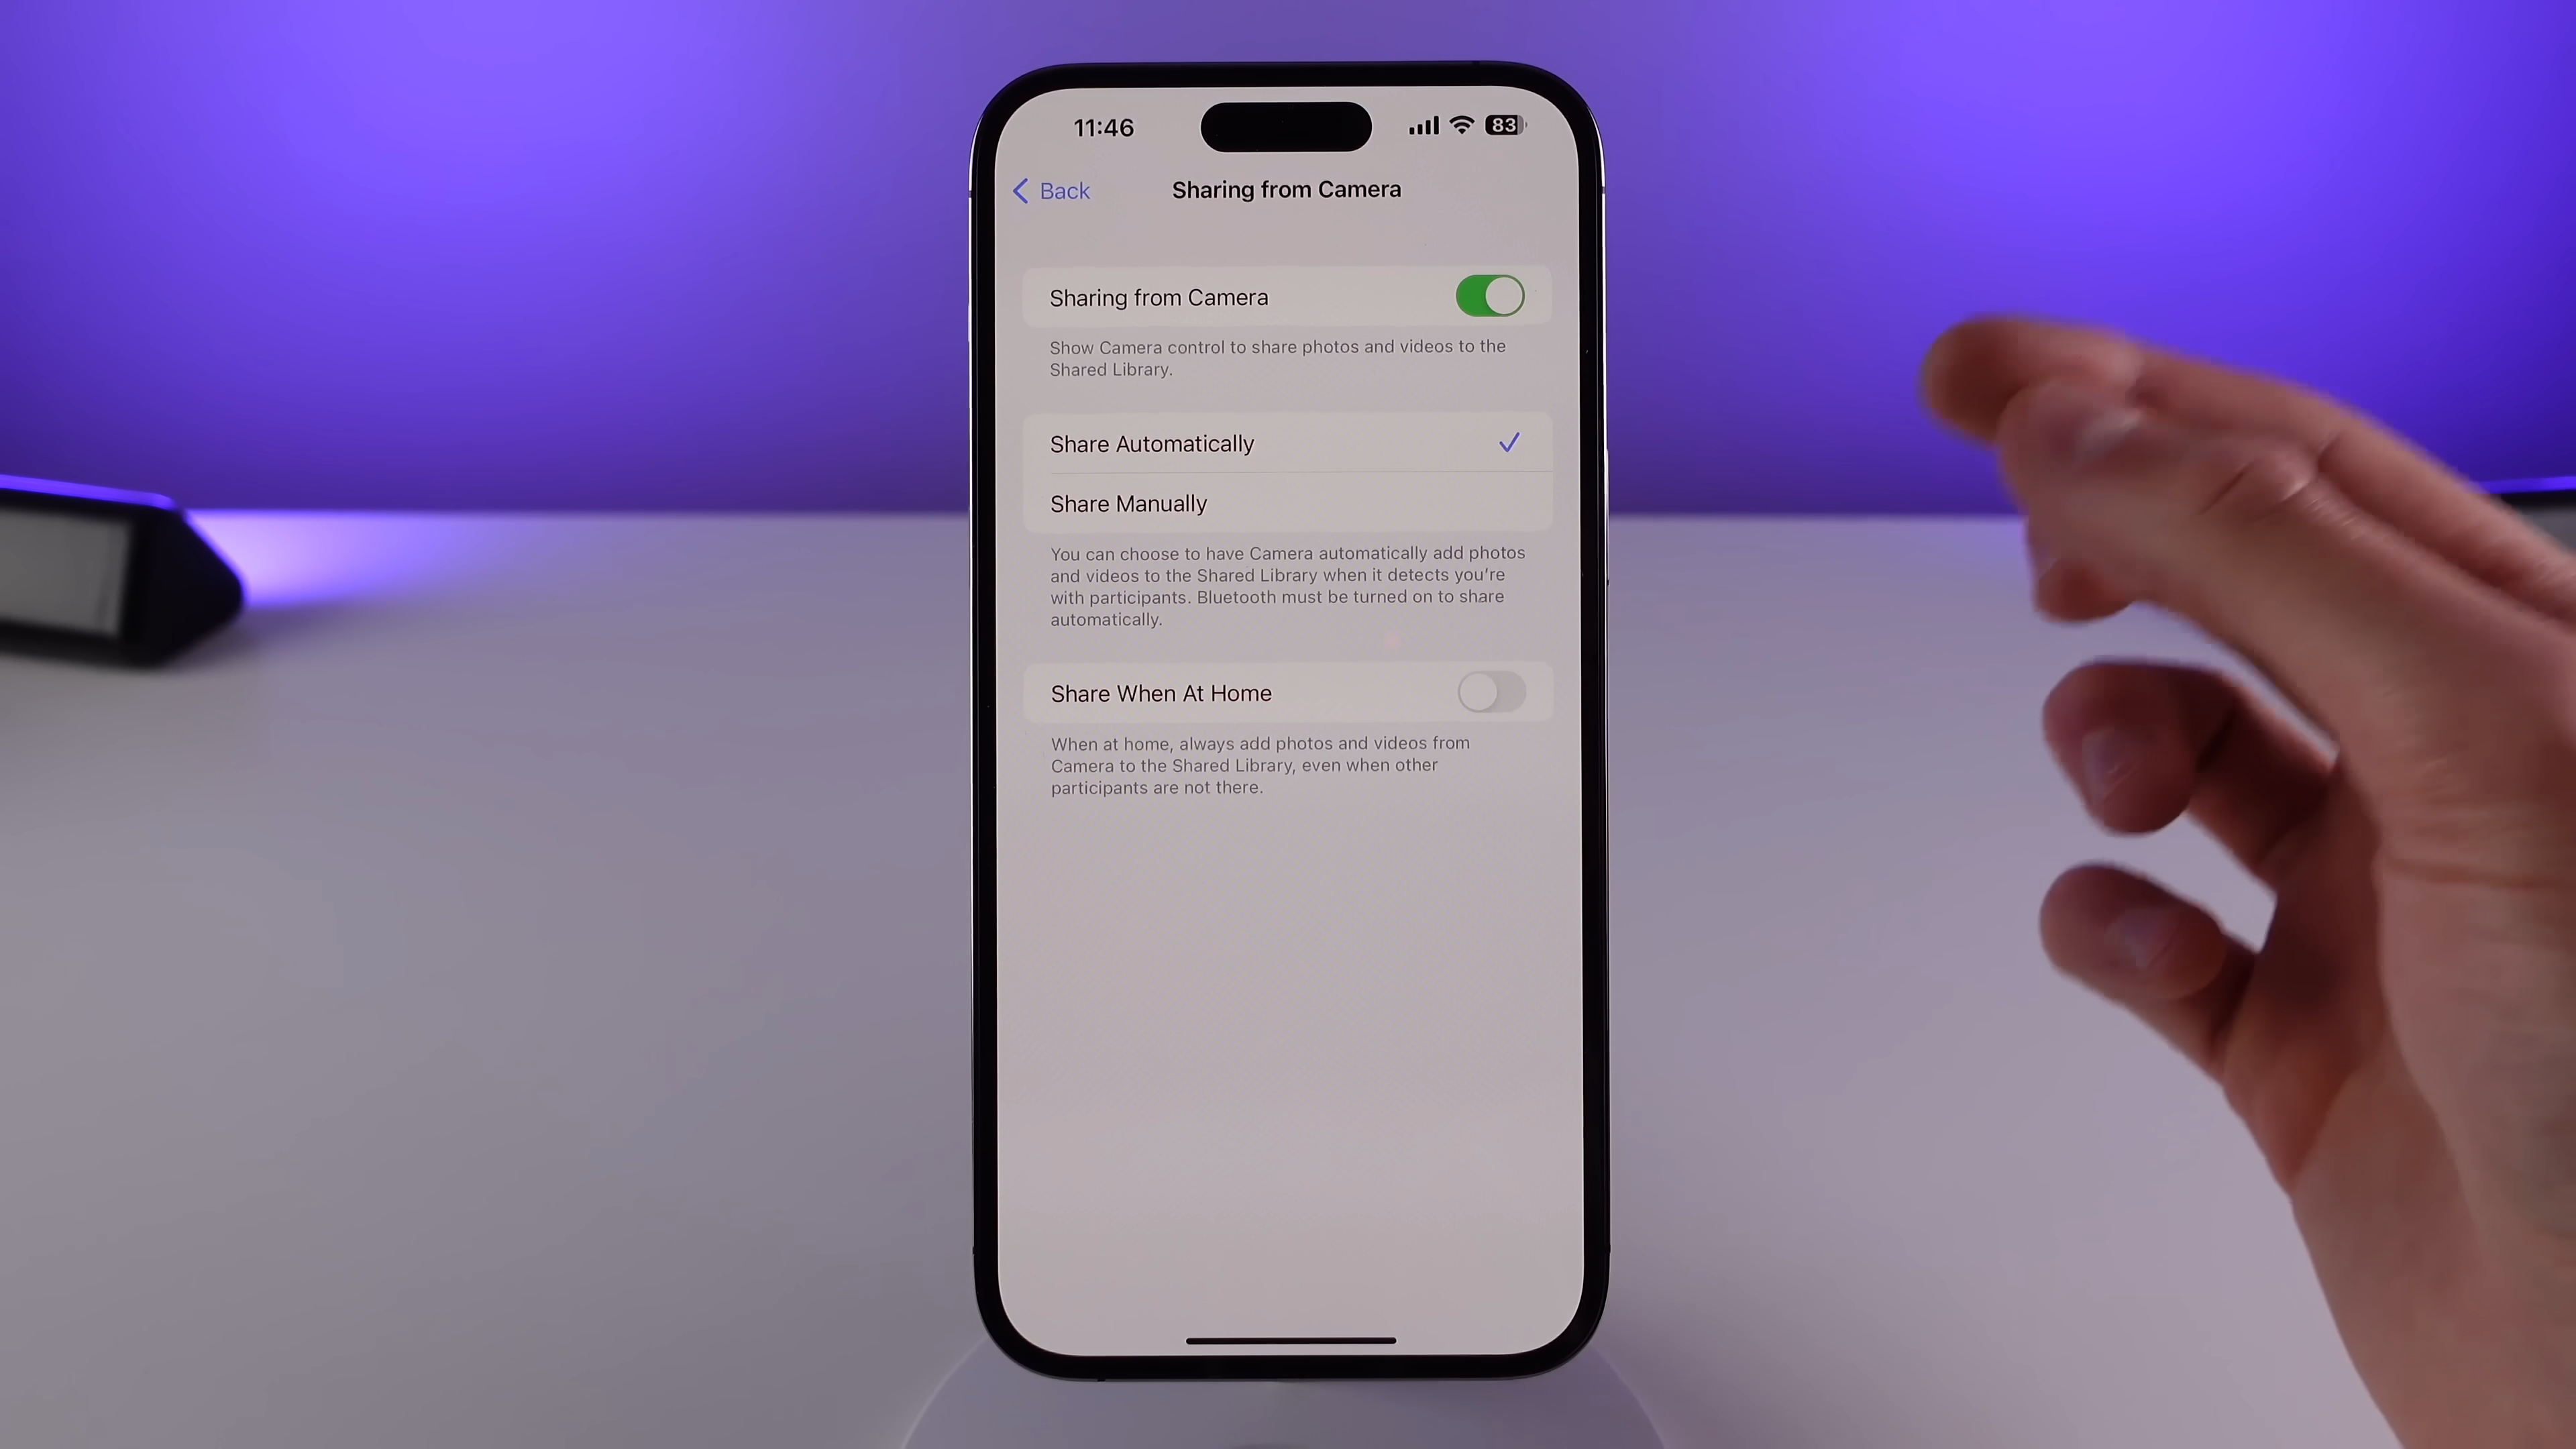 11:46
83
Back
Sharing from Camera
Sharing from Camera
Show Camera control to share photos and videos to the
Shared Library.
Share Automatically
Share Manually
You can choose to have Camera automatically add photos
and videos to the Shared Library when it detects you’re
with participants. Bluetooth must be turned on to share
automatically.
Share When At Home
When at home, always add photos and videos from
Camera to the Shared Library, even when other
participants are not there.